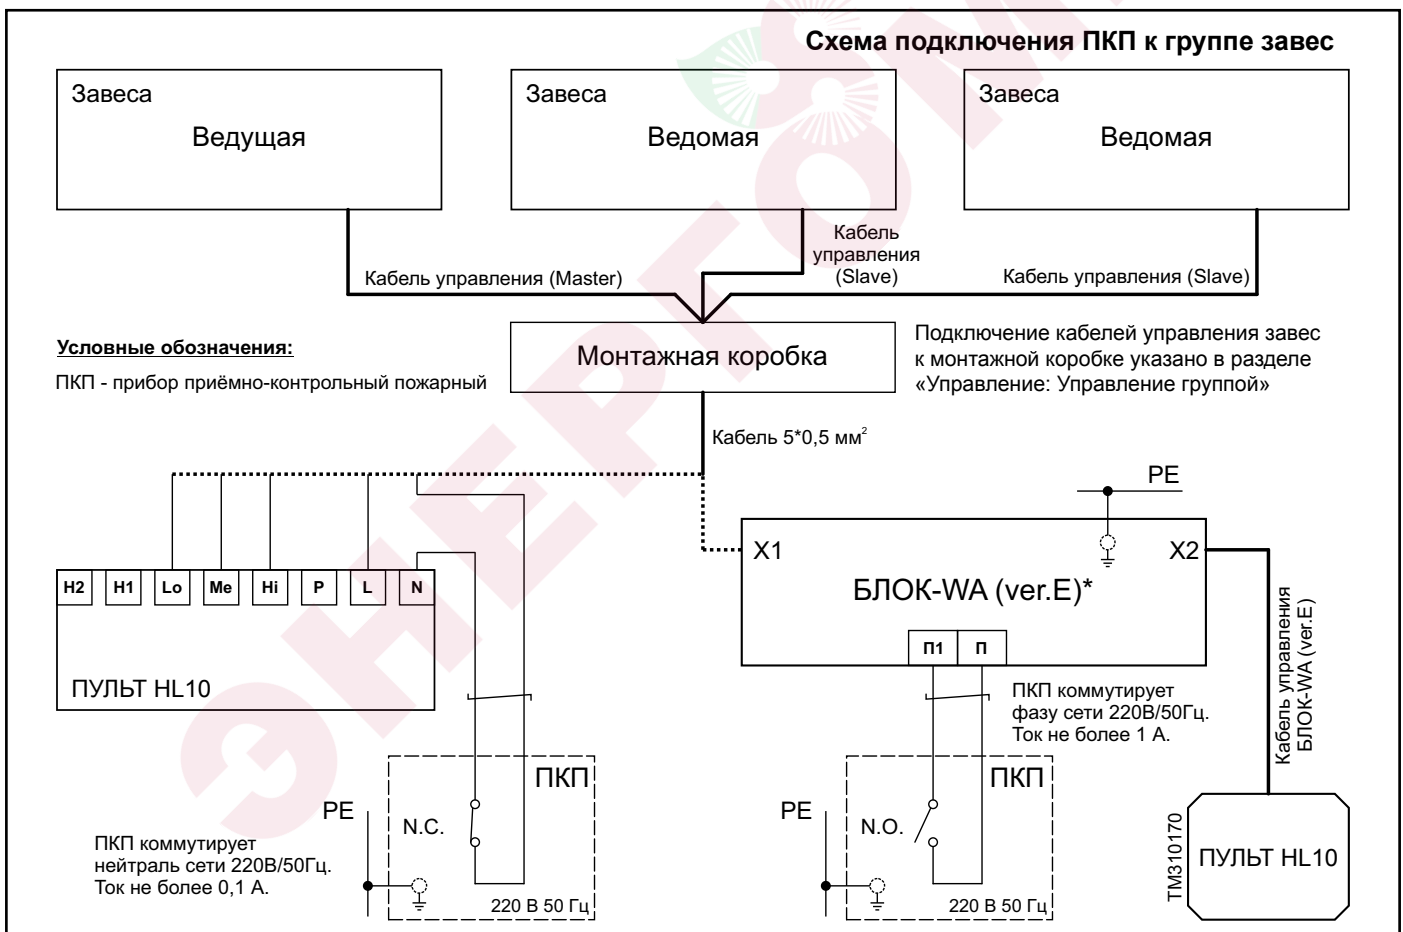 Схема подключения ПКП к группе завес
Завеса
Ведущая
Завеса
Ведомая
Завеса
Ведомая
Кабель управления (Master)
Кабель
управления
(Slave)
Кабель управления (Slave)
Условные обозначения:
ПКП - прибор приёмно-контрольный пожарный
Монтажная коробка
Подключение кабелей управления завес
к монтажной коробке указано в разделе
«Управление: Управление группой»
Кабель 5*0,5 мм²
PE
X1
X2
БЛОК-WA (ver.E)*
П1 П
H2 H1 Lo Me Hi P L N
ПУЛЬТ HL10
ПКП коммутирует
фазу сети 220В/50Гц.
Ток не более 1 А.
Кабель управления
БЛОК-WA (ver.E)
ПКП
PE
N.C.
220 В 50 Гц
ПКП коммутирует
нейтраль сети 220В/50Гц.
Ток не более 0,1 А.
ПКП
PE
N.O.
220 В 50 Гц
TM310170
ПУЛЬТ HL10